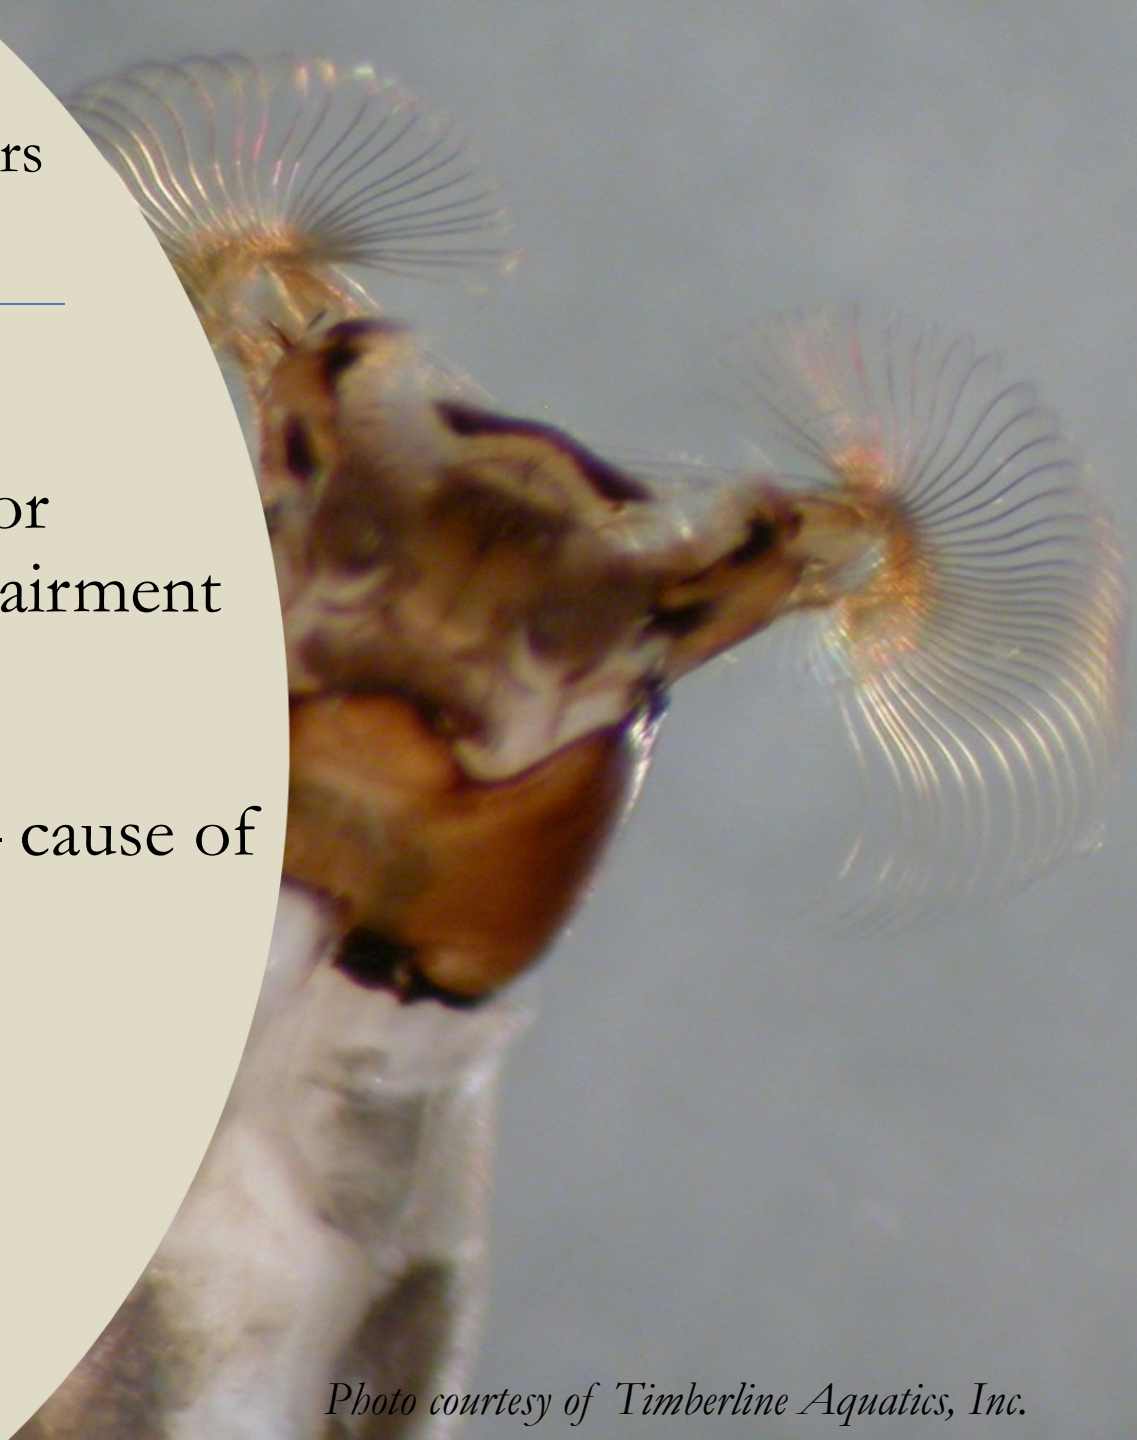 rs
or
airment
- cause of
Photo courtesy of Timberline Aquatics, Inc.